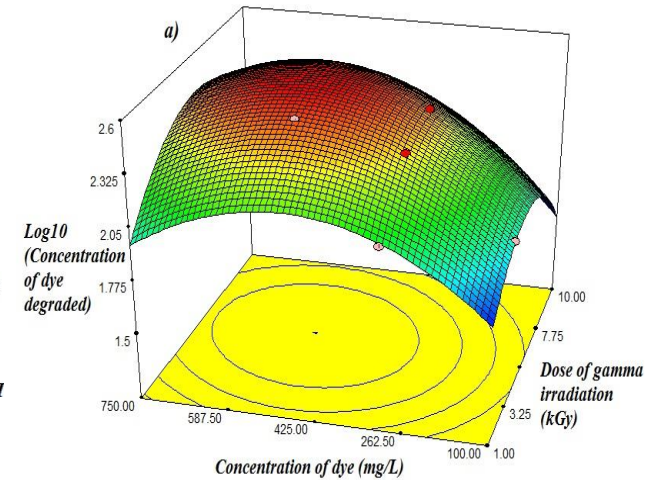 a)
2.6
2.325
2.05
1.775
1.5
Log10
(Concentration
of dye
degraded)
750.00
587.50
425.00
262.50
100.00
Concentration of dye (mg/L)
1.00
3.25
7.75
10.00
Dose of gamma
irradiation
(kGy)